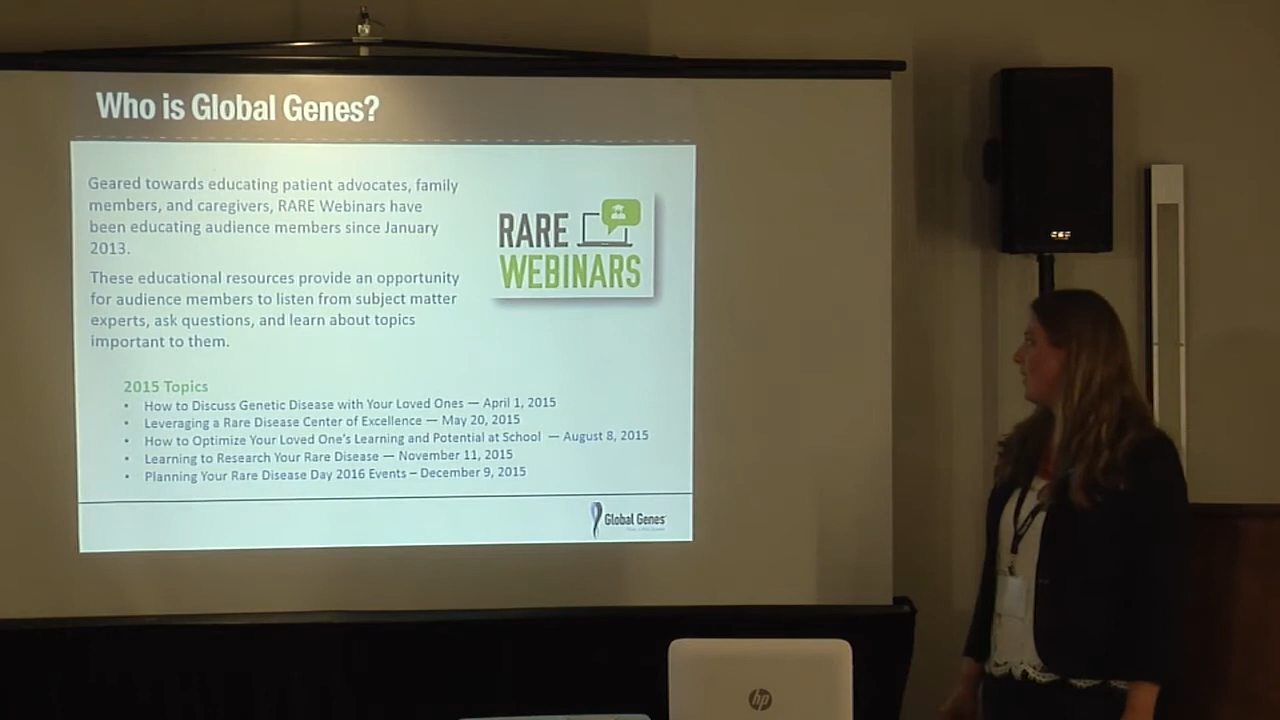 Who is Global Genes?
Geared towards educating patient advocates, family
members, and caregivers, RARE Webinars have
been educating audience members since January
2013.
These educational resources provide an opportunity
for audience members to listen from subject matter
experts, ask questions, and learn about topics
important to them.
RARE
WEBINARS
2015 Topics
• How to Discuss Genetic Disease with Your Loved Ones — April 1, 2015
• Leveraging a Rare Disease Center of Excellence — May 20, 2015
• How to Optimize Your Loved One's Learning and Potential at School — August 8, 2015
• Learning to Research Your Rare Disease — November 11, 2015
• Planning Your Rare Disease Day 2016 Events – December 9, 2015
Global Genes
hp